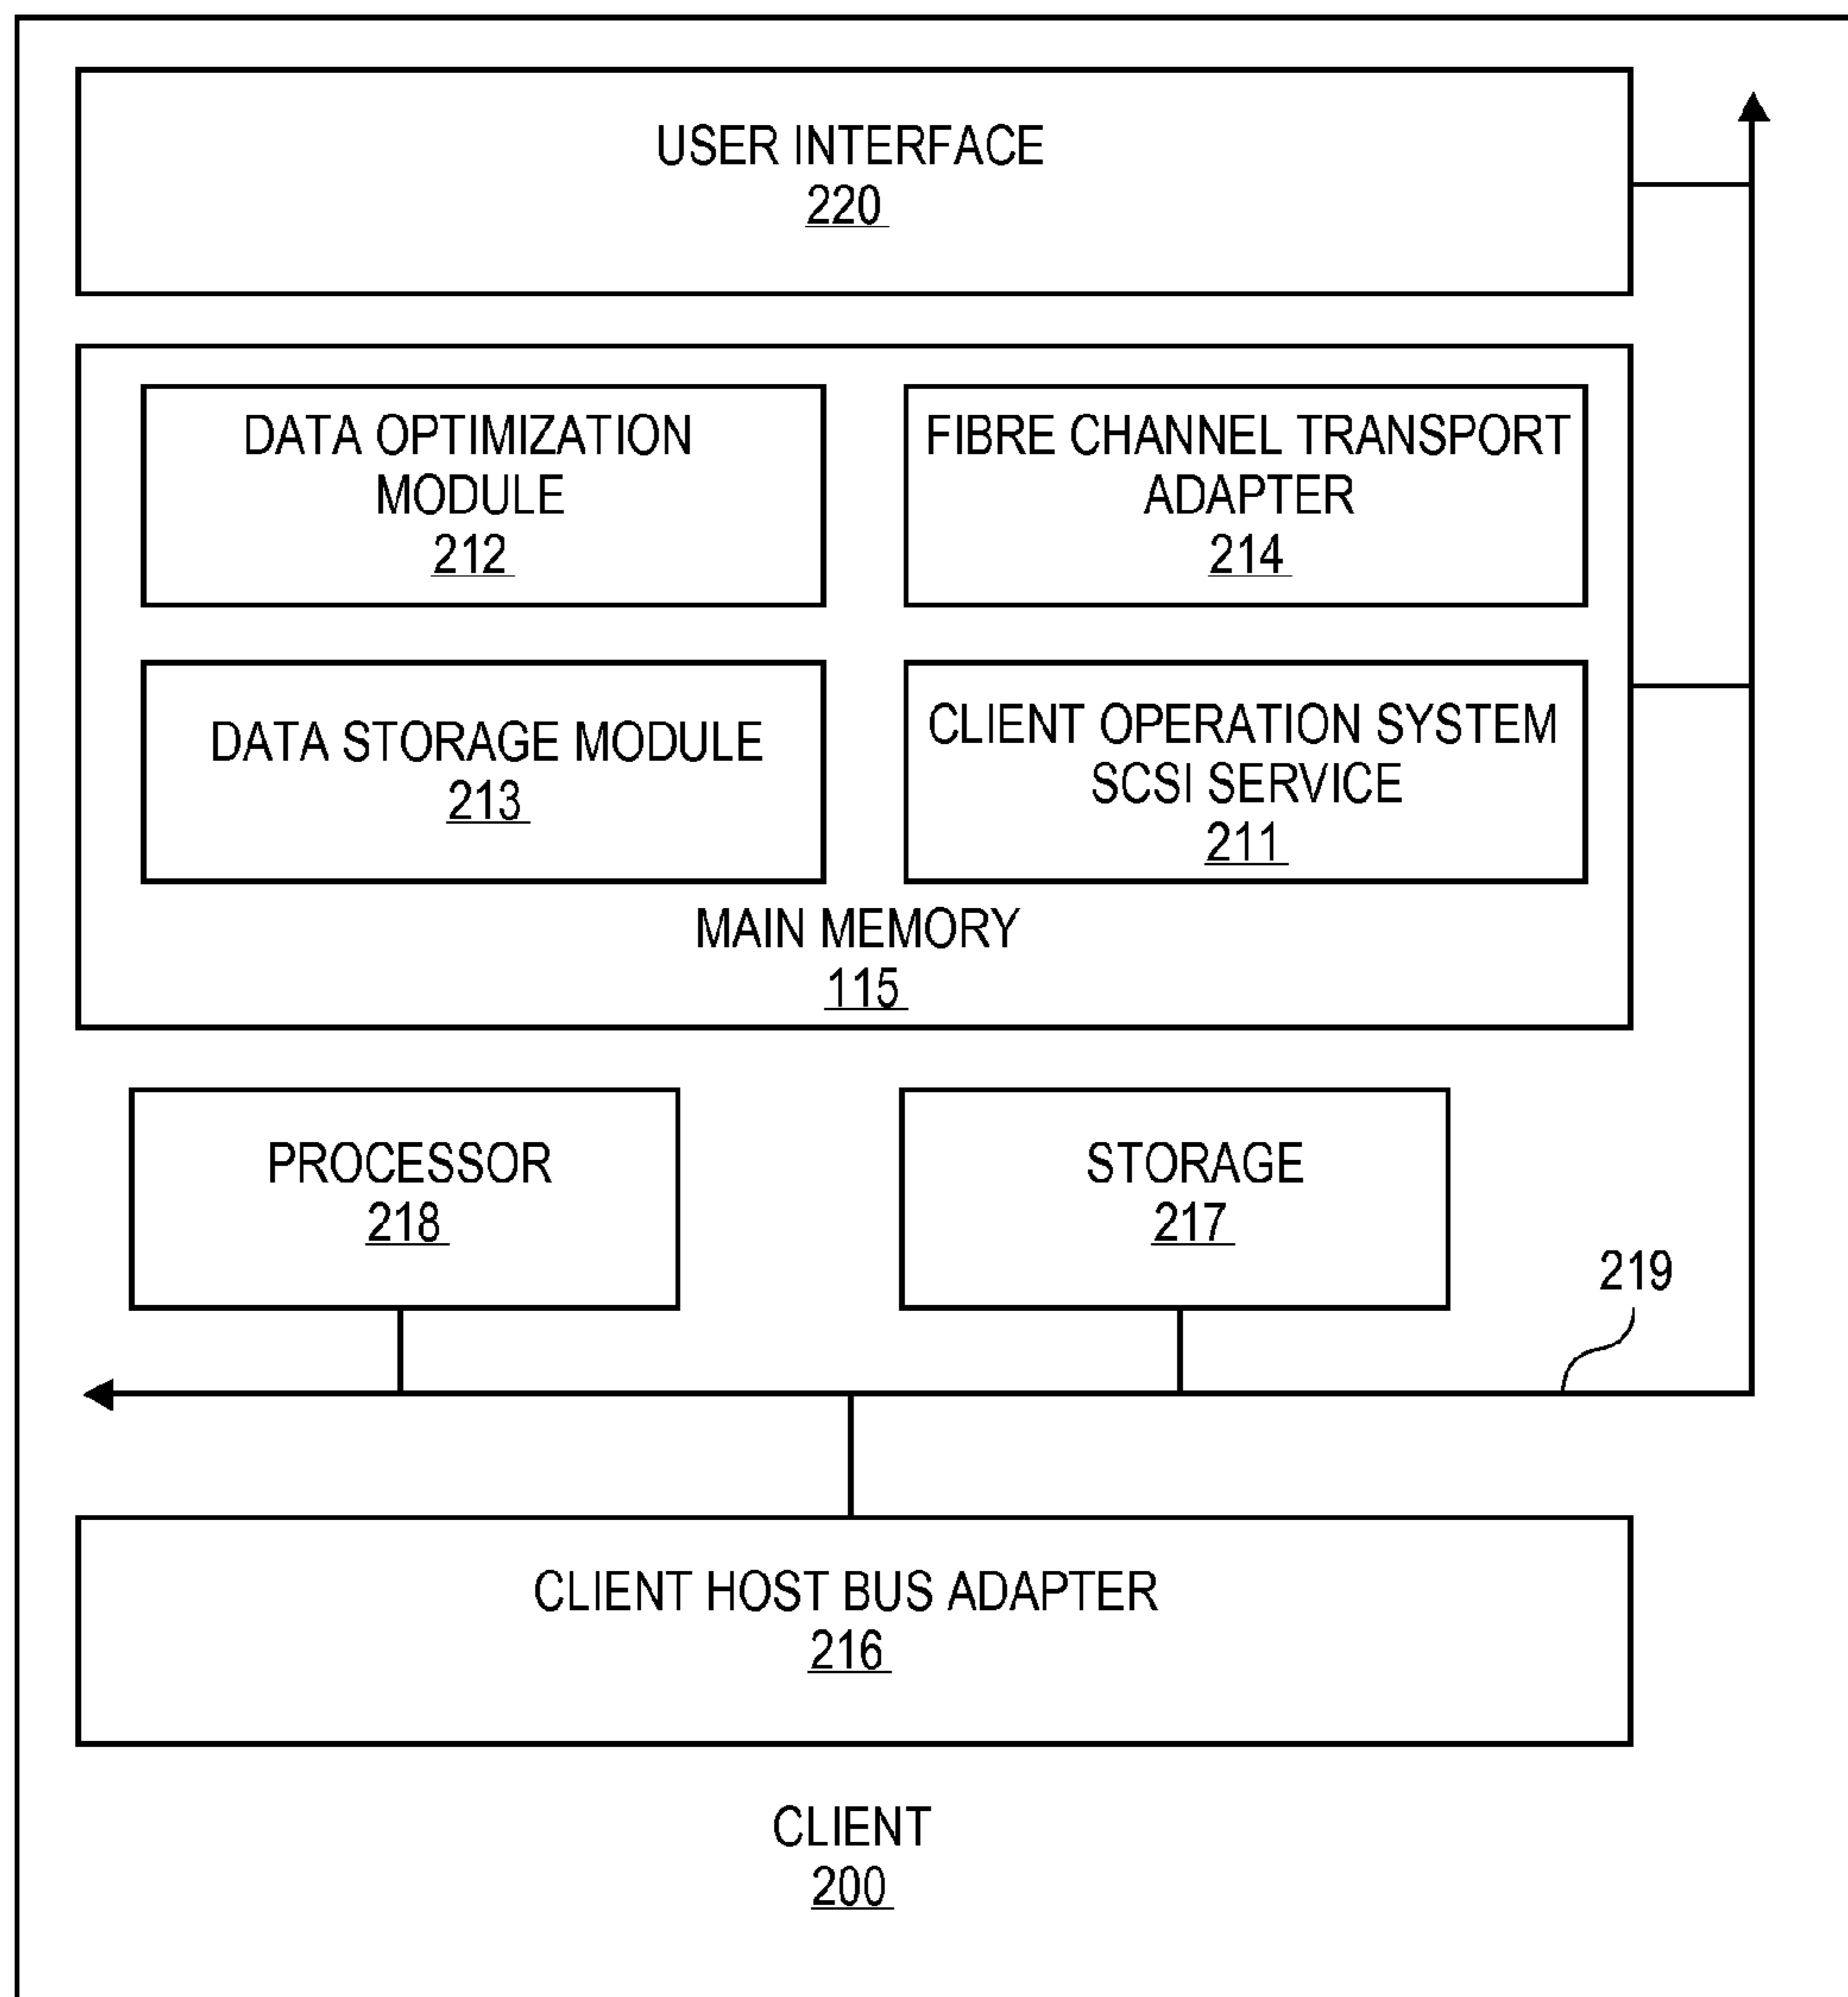 USER INTERFACE
220
DATA OPTIMIZATION
MODULE
212
FIBRE CHANNEL TRANSPORT
ADAPTER
214
DATA STORAGE MODULE
213
CLIENT OPERATION SYSTEM
SCSI SERVICE
211
MAIN MEMORY
115
PROCESSOR
218
STORAGE
217
219
CLIENT HOST BUS ADAPTER
216
CLIENT
200